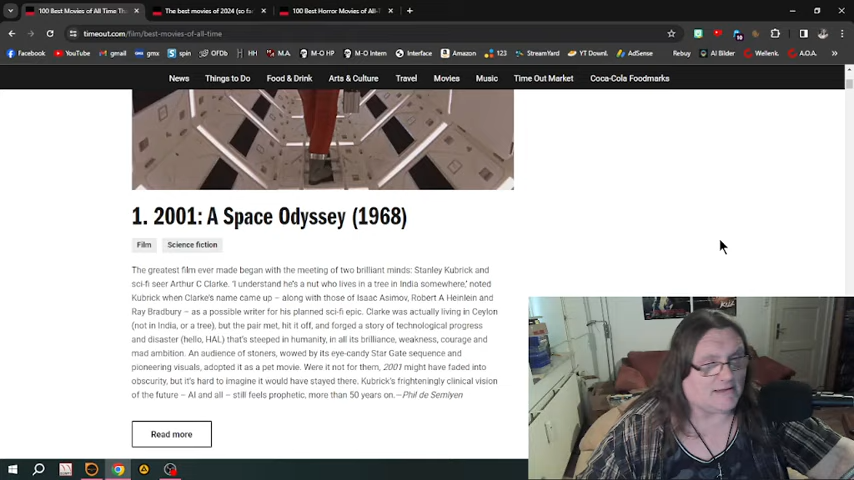 100 Best Movies of All Time Th
The best movies of 2024 (so fa
100 Best Horror Movies of All-T
timeout.com/film/best-movies-of-all-time
Facebook YouTube gmail gmx spin OFDb HH M.A. M-O HP M-O Intern Interface Amazon 123 StreamYard YT Downl. AdSense Rebuy AI Bilder Wellenk. A.O.A.
News Things to Do Food & Drink Arts & Culture Travel Movies Music Time Out Market Coca-Cola Foodmarks
1. 2001: A Space Odyssey (1968)
Film Science fiction
The greatest film ever made began with the meeting of two brilliant minds: Stanley Kubrick and
sci-fi seer Arthur C Clarke. 'I understand he's a nut who lives in a tree in India somewhere,' noted
Kubrick when Clarke's name came up – along with those of Isaac Asimov, Robert A Heinlein and
Ray Bradbury – as a possible writer for his planned sci-fi epic. Clarke was actually living in Ceylon
(not in India, or a tree), but the pair met, hit it off, and forged a story of technological progress
and disaster (hello, HAL) that's steeped in humanity, in all its brilliance, weakness, courage and
mad ambition. An audience of stoners, wowed by its eye-candy Star Gate sequence and
pioneering visuals, adopted it as a pet movie. Were it not for them, 2001 might have faded into
obscurity, but it's hard to imagine it would have stayed there. Kubrick's frighteningly clinical vision
of the future – AI and all – still feels prophetic, more than 50 years on.—Phil de Semlyen
Read more